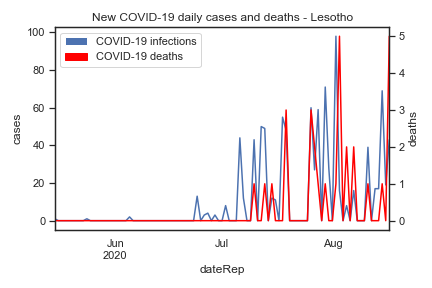 New COVID-19 daily cases and deaths - Lesotho
COVID-19 infections
COVID-19 deaths
100
80
60
40
20
0
cases
5
4
3
2
1
0
deaths
Jun
2020
Jul
Aug
dateRep